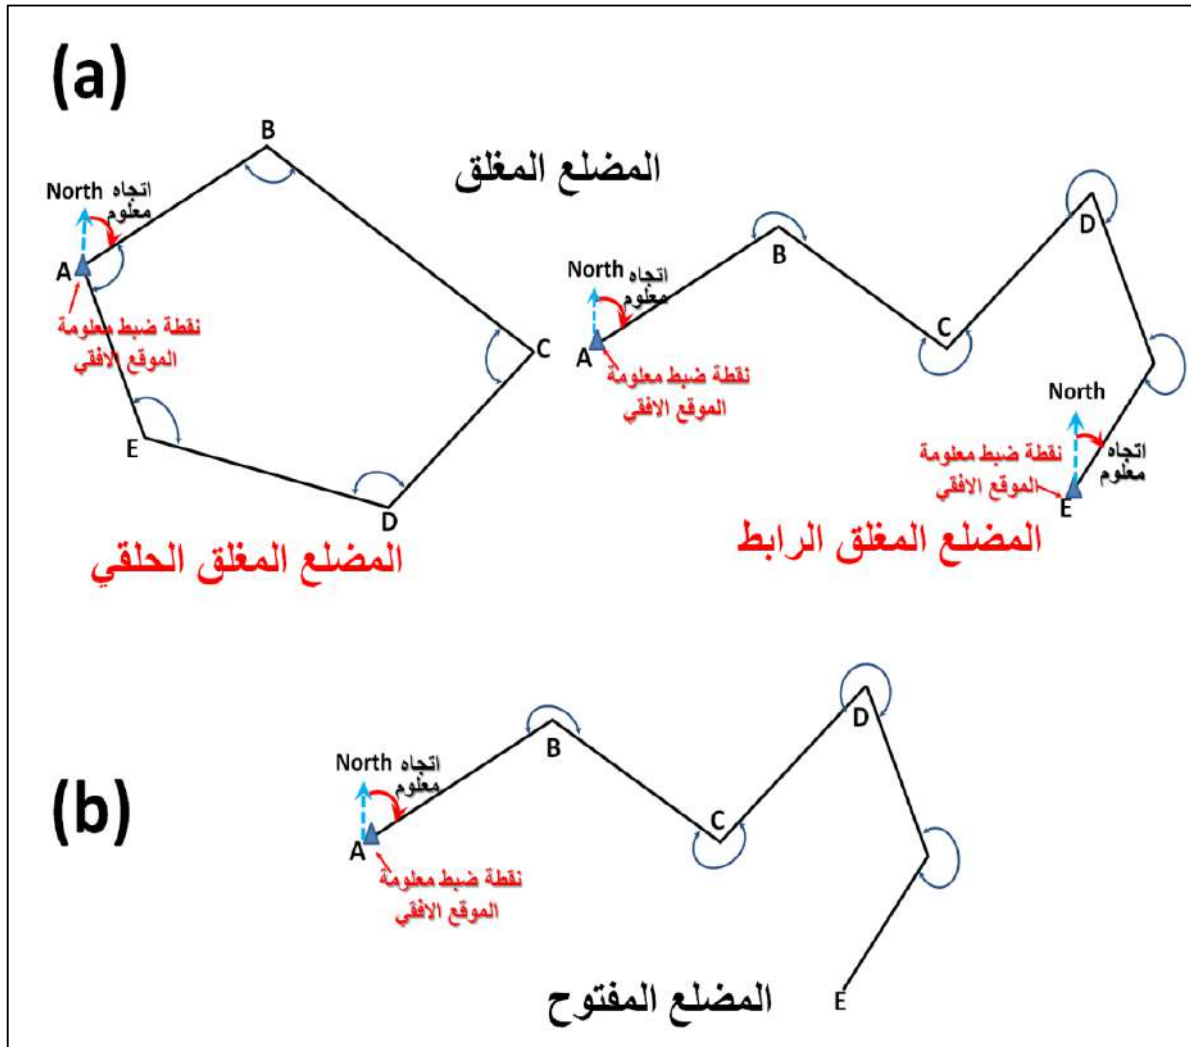 (a)
المضلع المغلق
B
North
اتجاه
معلوم
A
نقطة ضبط معلومة
الموقع الافقي
C
E
D
المضلع المغلق الحلقي
D
B
North
اتجاه
معلوم
A
نقطة ضبط معلومة
الموقع الافقي
C
North
اتجاه
معلوم
نقطة ضبط معلومة
الموقع الافقي
E
المضلع المغلق الرابط
(b)
D
B
North
اتجاه
معلوم
A
نقطة ضبط معلومة
الموقع الافقي
C
E
المضلع المفتوح